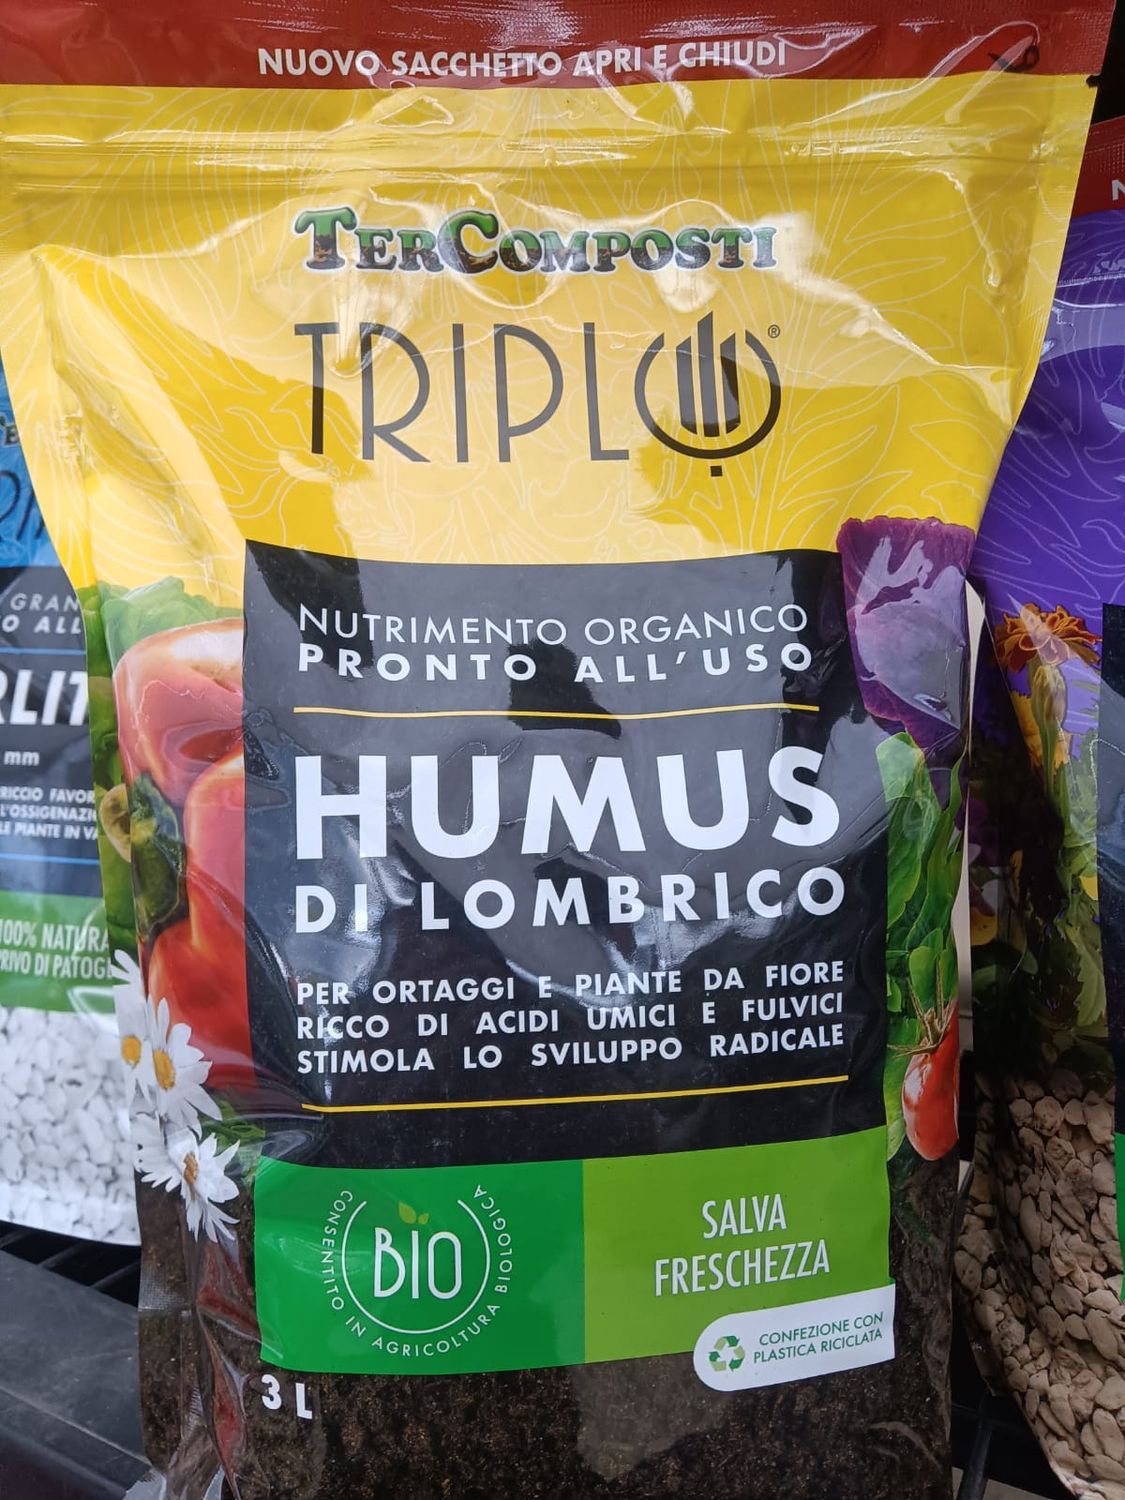 NUOVO SACCHETTO APRI E CHIUDI
TERCOMPOSTI
TRIPLO®
NUTRIMENTO ORGANICO
PRONTO ALL'USO
HUMUS
DI LOMBRICO
PER ORTAGGI E PIANTE DA FIORE
RICCO DI ACIDI UMICI E FULVICI
STIMOLA LO SVILUPPO RADICALE
BIO
CONSENTITO IN AGRICOLTURA BIOLOGICA
SALVA
FRESCHEZZA
CONFEZIONE CON
PLASTICA RICICLATA
3 L
mm
100%